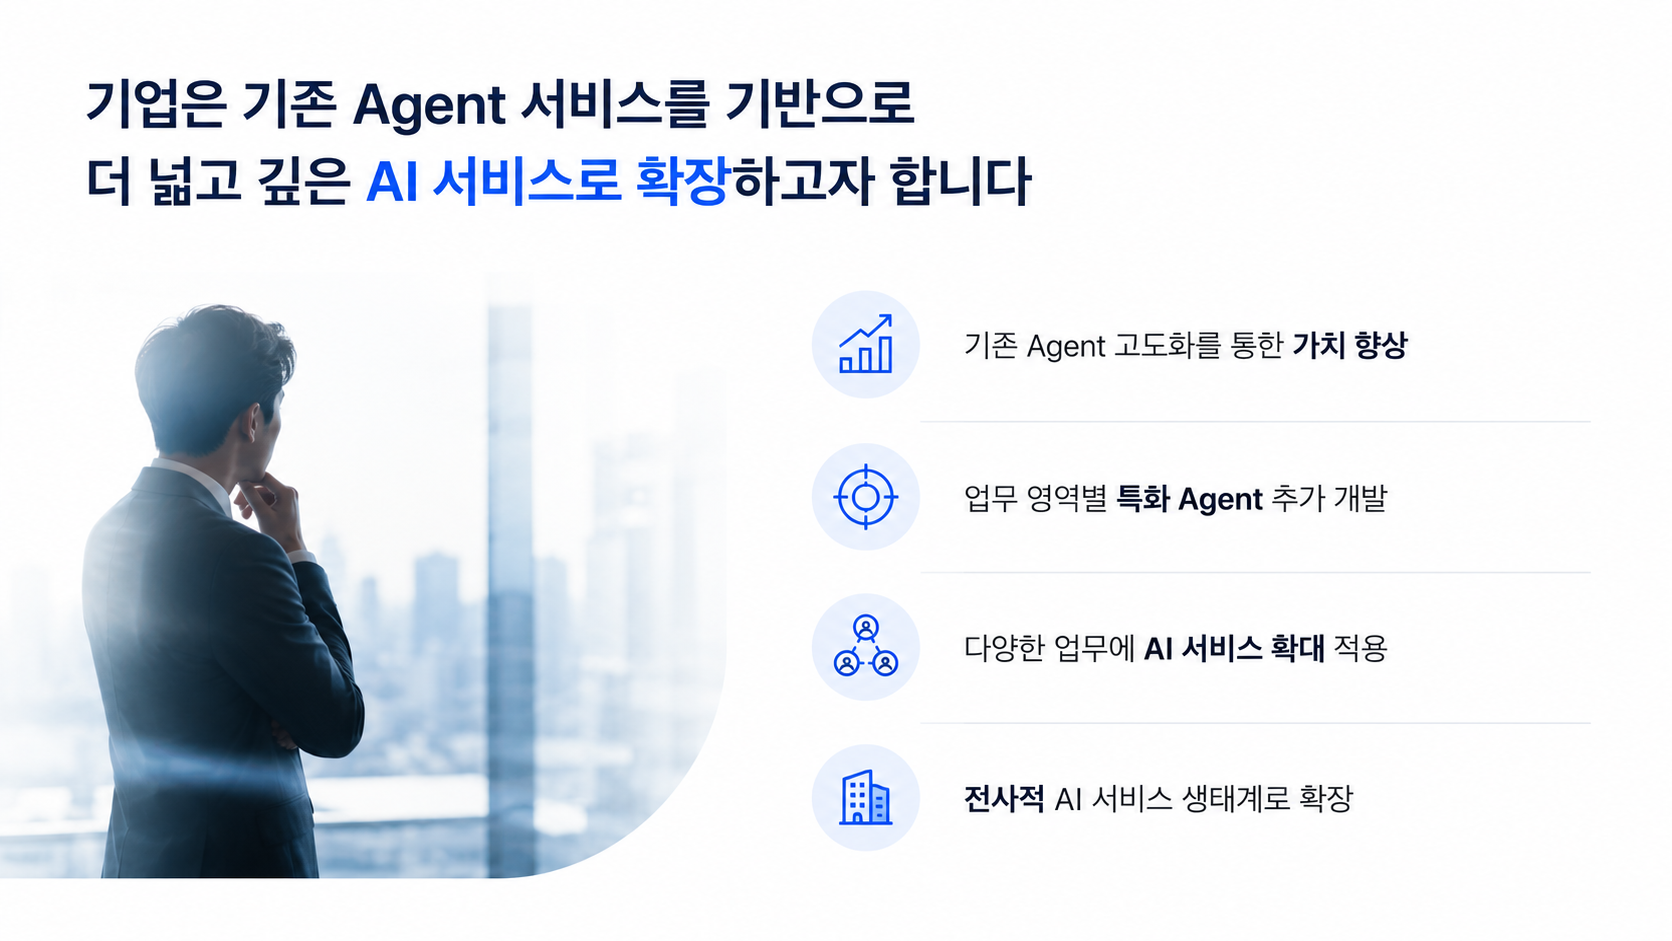 기업은 기존 Agent 서비스를 기반으로
더 넓고 깊은 AI 서비스로 확장하고자 합니다
기존 Agent 고도화를 통한 가치 향상
업무 영역별 특화 Agent 추가 개발
다양한 업무에 AI 서비스 확대 적용
전사적 AI 서비스 생태계로 확장